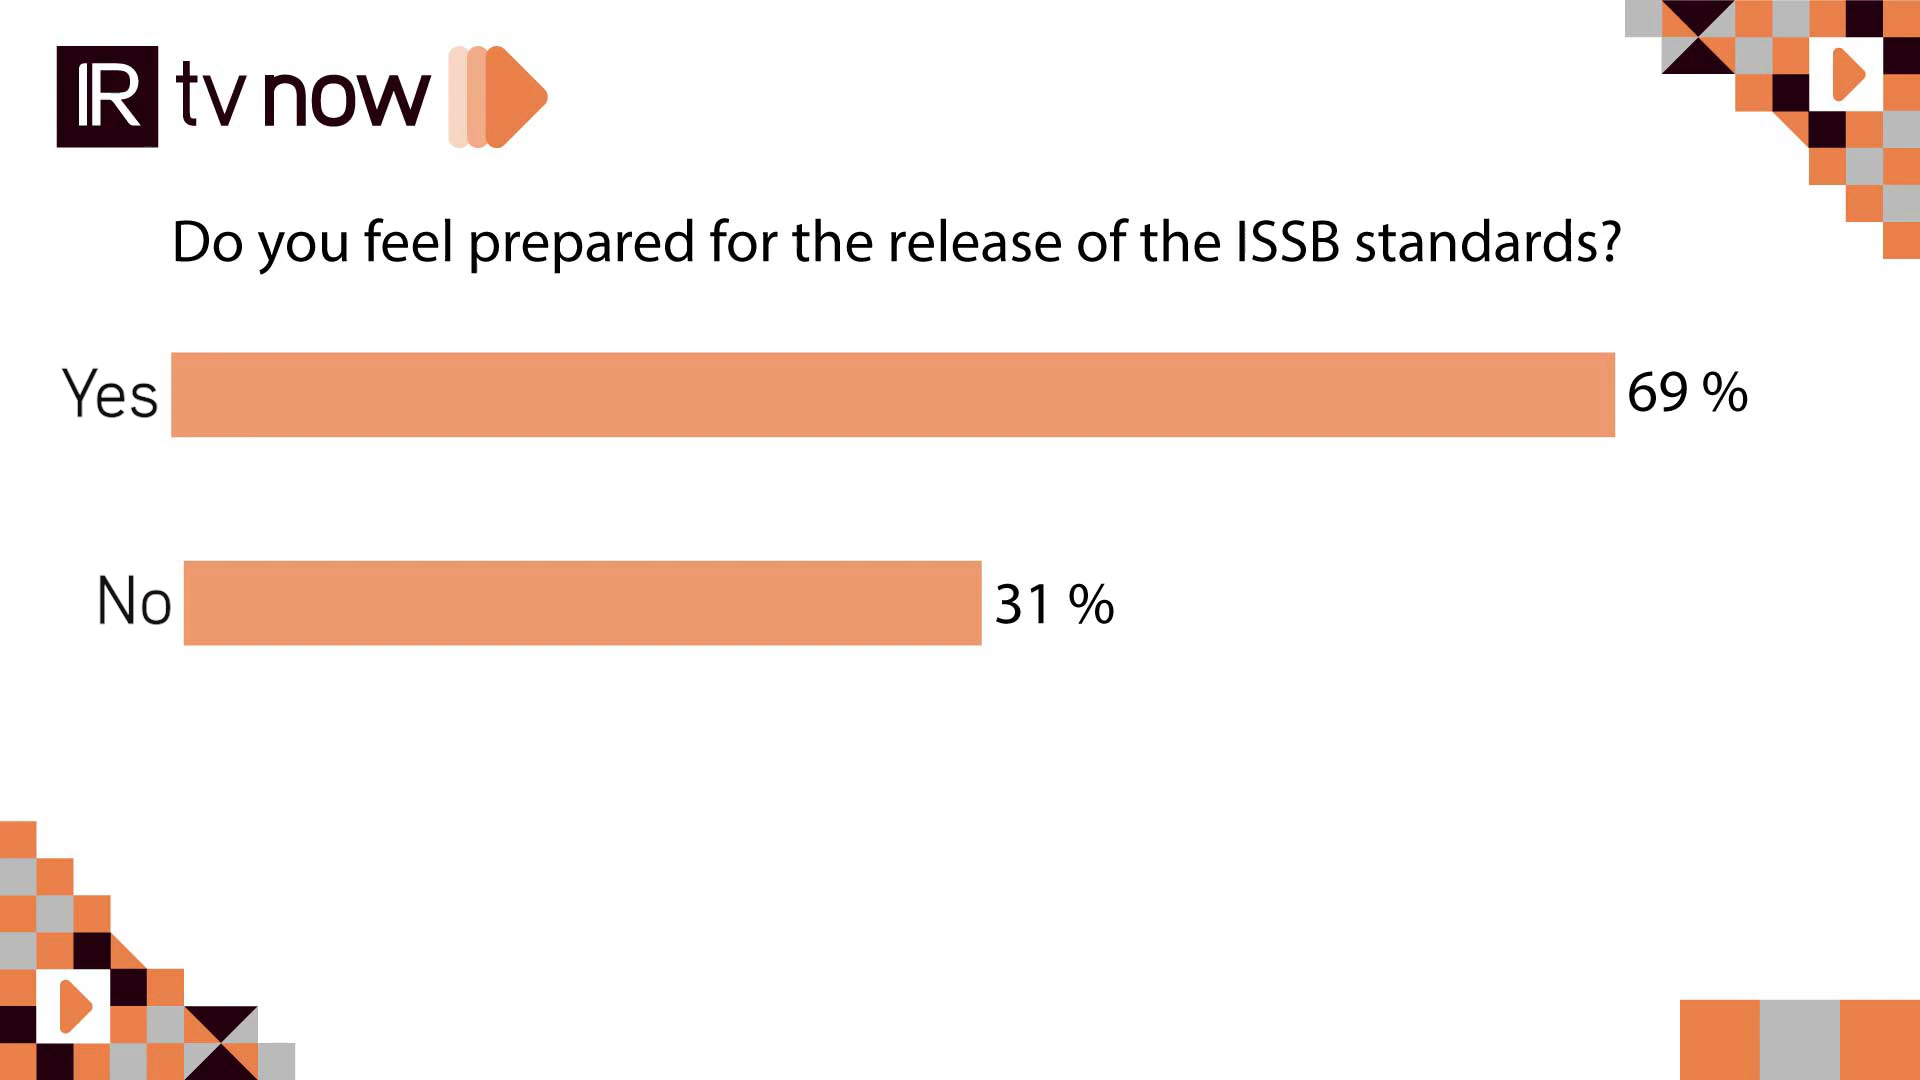 IR tv now
Do you feel prepared for the release of the ISSB standards?
Yes 69 %
No 31 %